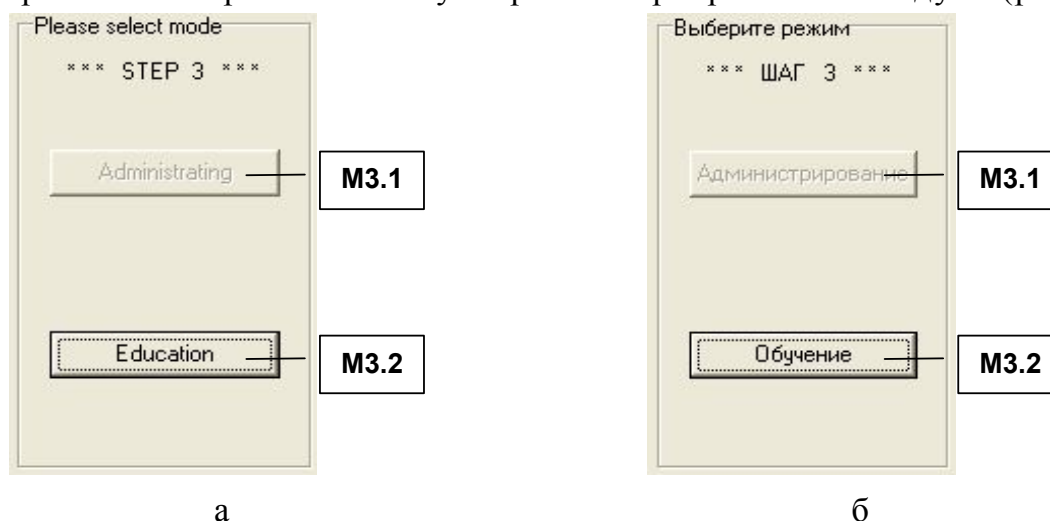 Please select mode
*** STEP 3 ***
Administrating
M3.1
Education
M3.2
а
Выберите режим
*** ШАГ 3 ***
Администрирование
M3.1
Обучение
M3.2
б